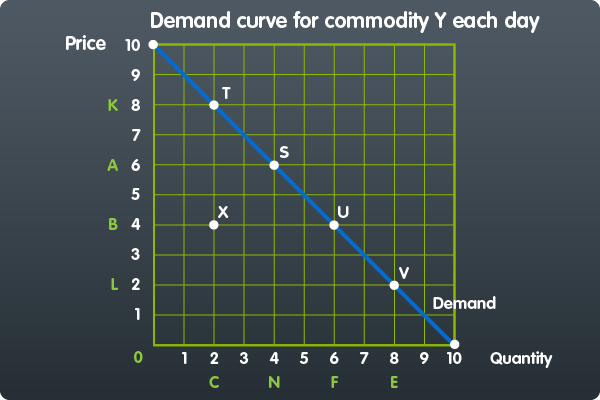 Demand curve for commodity Y each day
Price 10
9
K 8 T
7
A 6 S
5
B 4 X U
3
L 2 V
Demand
1
0 1 2 3 4 5 6 7 8 9 10 Quantity
C N F E